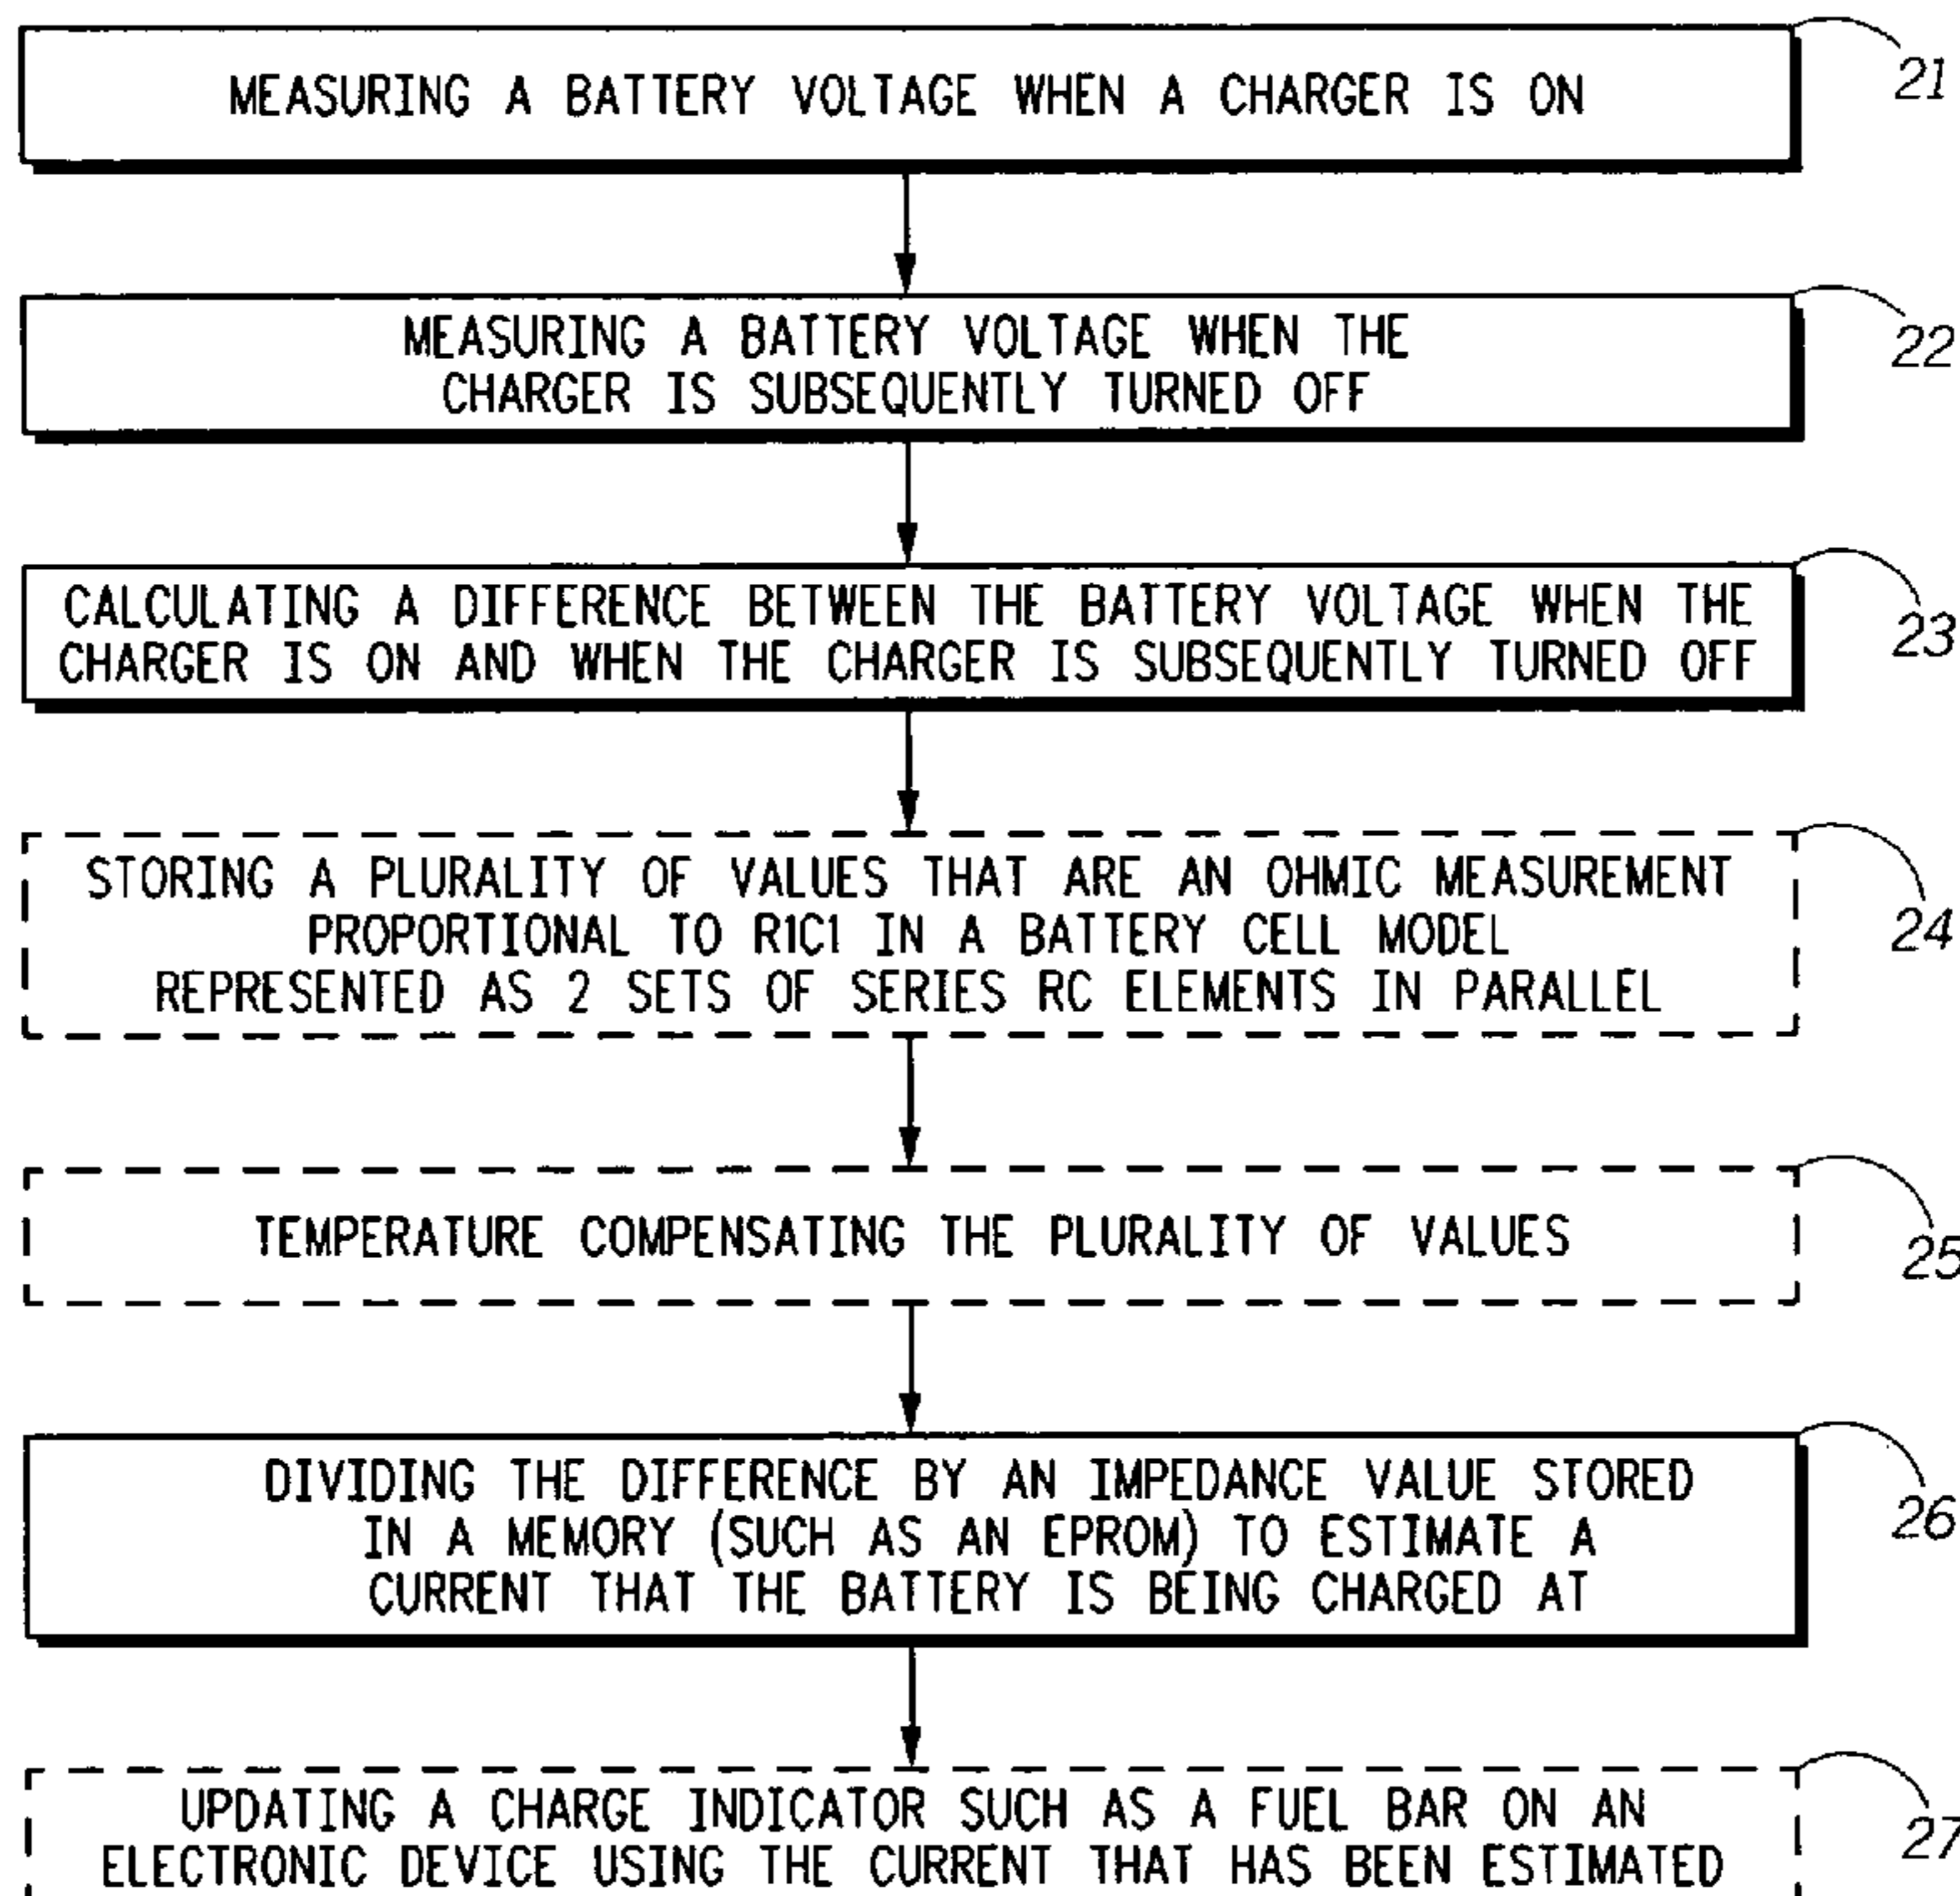 MEASURING A BATTERY VOLTAGE WHEN A CHARGER IS ON
21
MEASURING A BATTERY VOLTAGE WHEN THE
CHARGER IS SUBSEQUENTLY TURNED OFF
22
CALCULATING A DIFFERENCE BETWEEN THE BATTERY VOLTAGE WHEN THE
CHARGER IS ON AND WHEN THE CHARGER IS SUBSEQUENTLY TURNED OFF
23
STORING A PLURALITY OF VALUES THAT ARE AN OHMIC MEASUREMENT
PROPORTIONAL TO R1C1 IN A BATTERY CELL MODEL
REPRESENTED AS 2 SETS OF SERIES RC ELEMENTS IN PARALLEL
24
TEMPERATURE COMPENSATING THE PLURALITY OF VALUES
25
DIVIDING THE DIFFERENCE BY AN IMPEDANCE VALUE STORED
IN A MEMORY (SUCH AS AN EPROM) TO ESTIMATE A
CURRENT THAT THE BATTERY IS BEING CHARGED AT
26
UPDATING A CHARGE INDICATOR SUCH AS A FUEL BAR ON AN
ELECTRONIC DEVICE USING THE CURRENT THAT HAS BEEN ESTIMATED
27